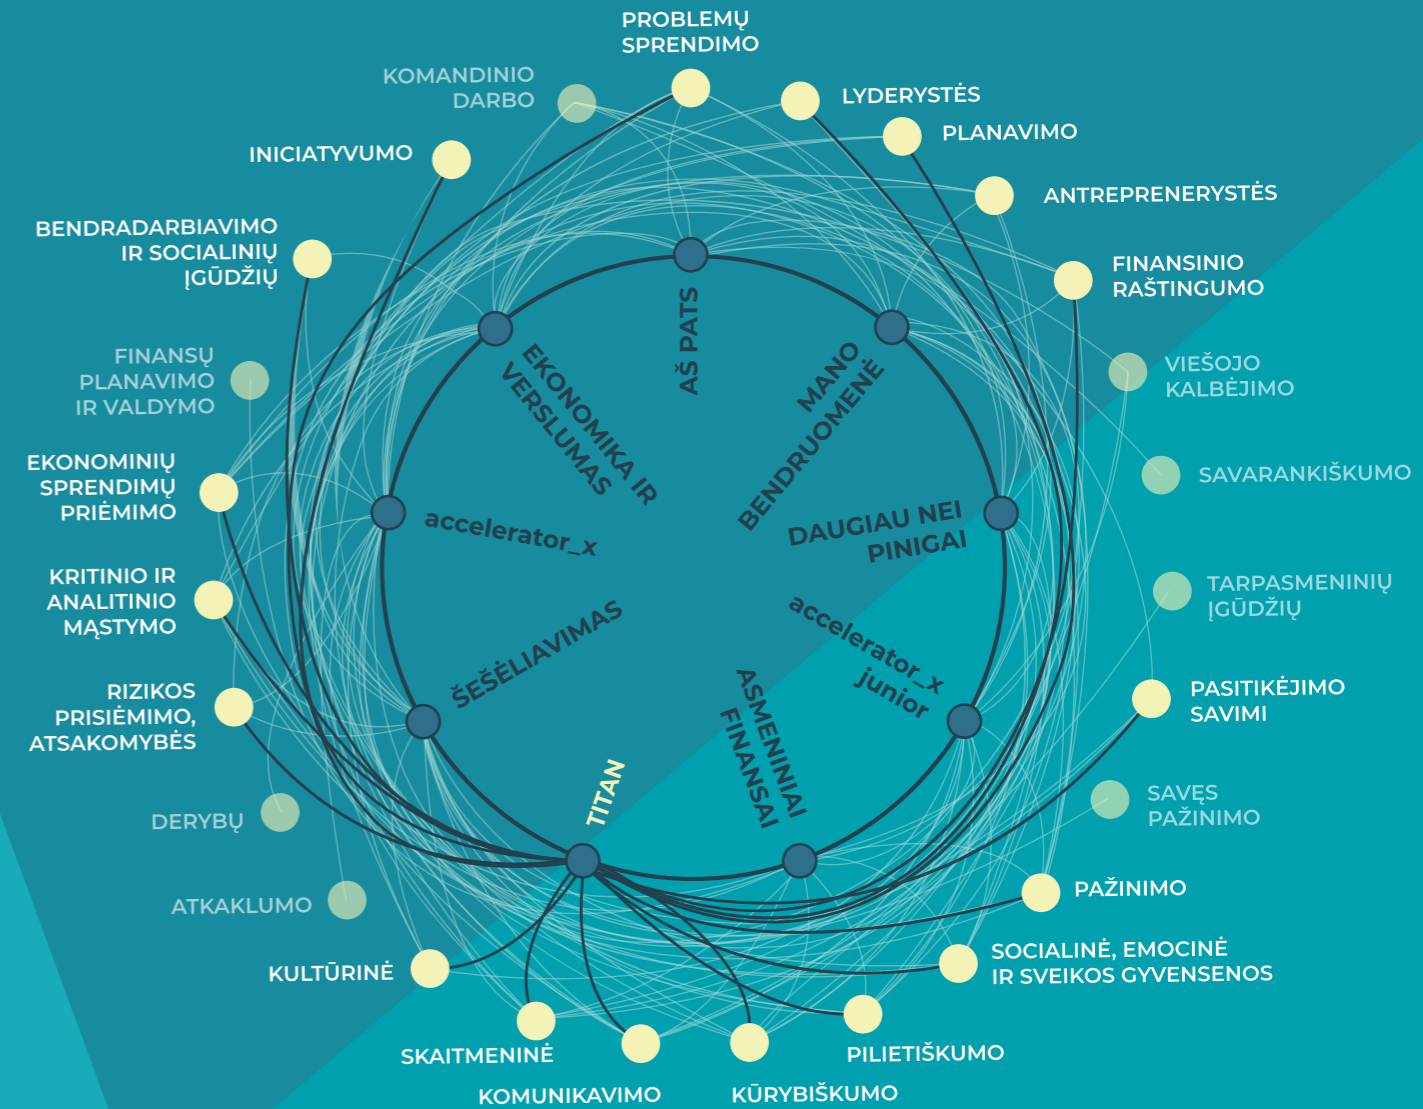 PROBLEMŲ
SPRENDIMO
LYDERYSTĖS
PLANAVIMO
ANTREPRENERYSTĖS
FINANSINIO
RAŠTINGUMO
VIEŠOJO
KALBĖJIMO
SAVARANKIŠKUMO
TARPASMENINIŲ
ĮGŪDŽIŲ
PASITIKĖJIMO
SAVIMI
SAVĘS
PAŽINIMO
PAŽINIMO
SOCIALINĖ, EMOCINĖ
IR SVEIKOS GYVENSENOS
PILIETIŠKUMO
KŪRYBIŠKUMO
KOMUNIKAVIMO
SKAITMENINĖ
KULTŪRINĖ
ATKAKLUMO
DERYBŲ
RIZIKOS
PRISIĖMIMO,
ATSAKOMYBĖS
KRITINIO IR
ANALITINIO
MĄSTYMO
EKONOMINIŲ
SPRENDIMŲ
PRIĖMIMO
FINANSŲ
PLANAVIMO
IR VALDYMO
BENDRADARBIAVIMO
IR SOCIALINIŲ
ĮGŪDŽIŲ
INICIATYVUMO
KOMANDINIO
DARBO
AŠ PATS
MANO
BENDRUOMENĖ
DAUGIAU NEI
PINIGAI
accelerator_x
junior
ASMENINIAI
FINANSAI
TITAN
ŠEŠĖLIAVIMAS
accelerator_x
EKONOMIKA IR
VERSLUMAS